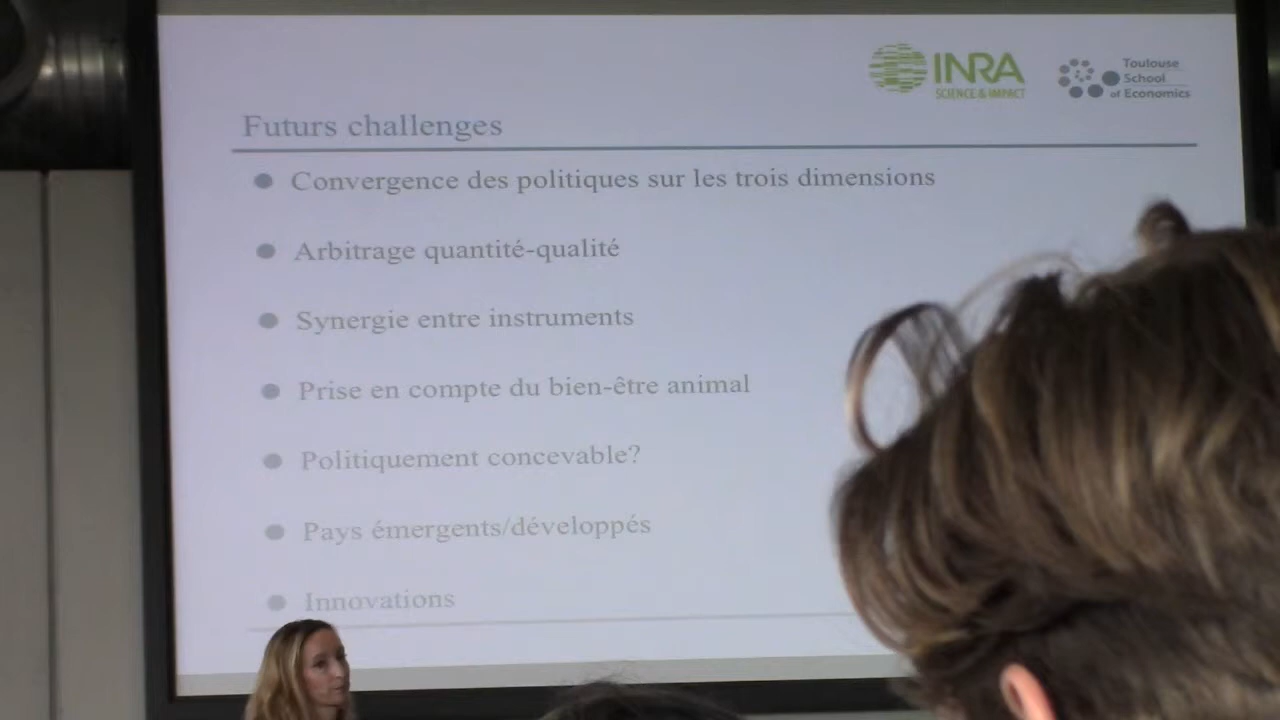 INRA
SCIENCE & IMPACT
Toulouse
School
of Economics
Futurs challenges
Convergence des politiques sur les trois dimensions
Arbitrage quantité-qualité
Synergie entre instruments
Prise en compte du bien-être animal
Politiquement concevable?
Pays émergents/développés
Innovations